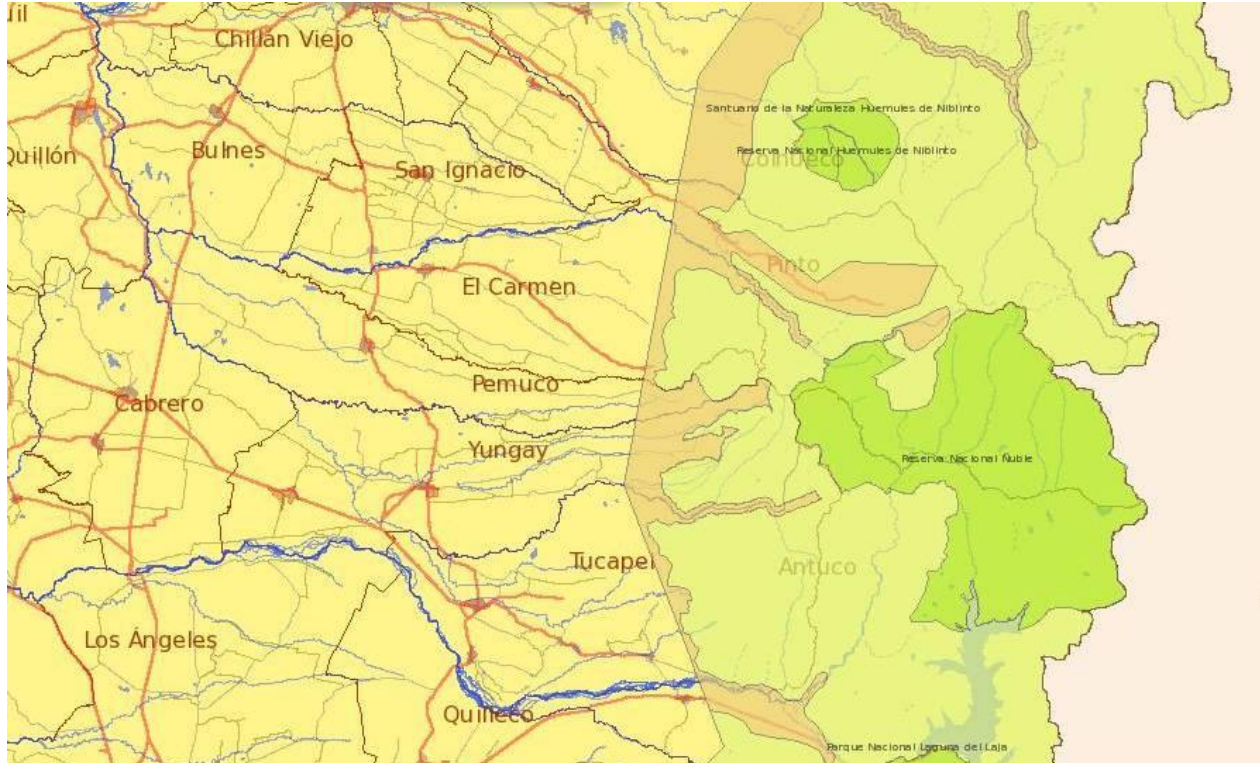 Chillán Viejo
Santuario de la Naturaleza Huemules de Niblinto
Quillón
Bulnes
Reserva Nacional Huemules de Niblinto
Coihueco
San Ignacio
Pinto
El Carmen
Pemuco
Cabrero
Yungay
Reserva Nacional Ñuble
Tucapel
Antuco
Los Ángeles
Quilleco
Parque Nacional Laguna del Laja